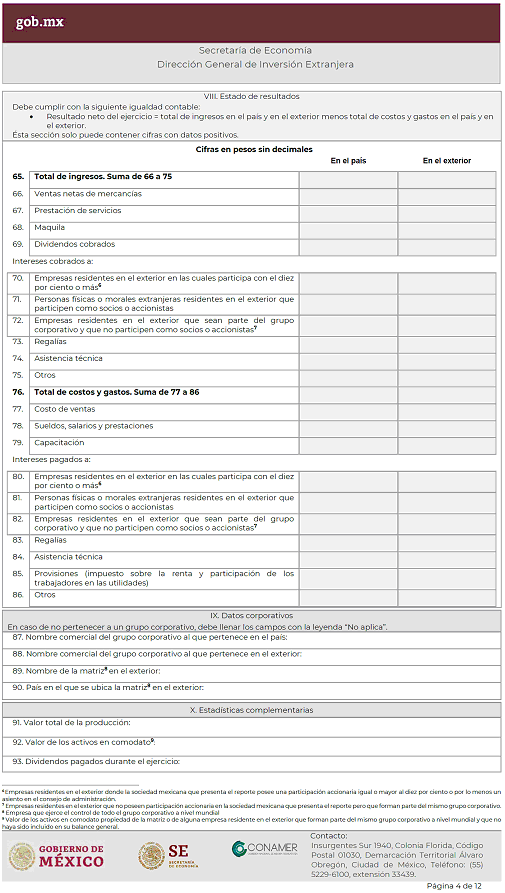 gob.mx
Secretaría de Economía
Dirección General de Inversión Extranjera
VIII. Estado de resultados
Debe cumplir con la siguiente igualdad contable:
• Resultado neto del ejercicio = total de ingresos en el país y en el exterior menos total de costos y gastos en el país y en
el exterior.
Ésta sección solo puede contener cifras con datos positivos.
Cifras en pesos sin decimales
En el país En el exterior
65. Total de ingresos. Suma de 66 a 75
66. Ventas netas de mercancías
67. Prestación de servicios
68. Maquila
69. Dividendos cobrados
Intereses cobrados a:
70. Empresas residentes en el exterior en las cuales participa con el diez
por ciento o más⁶
71. Personas físicas o morales extranjeras residentes en el exterior que
participen como socios o accionistas
72. Empresas residentes en el exterior que sean parte del grupo
corporativo y que no participen como socios o accionistas⁷
73. Regalías
74. Asistencia técnica
75. Otros
76. Total de costos y gastos. Suma de 77 a 86
77. Costo de ventas
78. Sueldos, salarios y prestaciones
79. Capacitación
Intereses pagados a:
80. Empresas residentes en el exterior en las cuales participa con el diez
por ciento o más⁶
81. Personas físicas o morales extranjeras residentes en el exterior que
participen como socios o accionistas
82. Empresas residentes en el exterior que sean parte del grupo
corporativo y que no participen como socios o accionistas⁷
83. Regalías
84. Asistencia técnica
85. Provisiones (impuesto sobre la renta y participación de los
trabajadores en las utilidades)
86. Otros
IX. Datos corporativos
En caso de no pertenecer a un grupo corporativo, debe llenar los campos con la leyenda “No aplica”.
87. Nombre comercial del grupo corporativo al que pertenece en el país:
88. Nombre comercial del grupo corporativo al que pertenece en el exterior:
89. Nombre de la matriz⁸ en el exterior:
90. País en el que se ubica la matriz⁸ en el exterior:
X. Estadísticas complementarias
91. Valor total de la producción:
92. Valor de los activos en comodato⁹:
93. Dividendos pagados durante el ejercicio:
⁶ Empresas residentes en el exterior donde la sociedad mexicana que presenta el reporte posee una participación accionaria igual o mayor al diez por ciento o por lo menos un
asiento en el consejo de administración.
⁷ Empresas residentes en el exterior que no poseen participación accionaria en la sociedad mexicana que presenta el reporte pero que forman parte del mismo grupo corporativo.
⁸ Empresa que ejerce el control de todo el grupo corporativo a nivel mundial
⁹ Valor de los activos en comodato propiedad de la matriz o de alguna empresa residente en el exterior que forman parte del mismo grupo corporativo a nivel mundial y que no
haya sido incluido en su balance general.
GOBIERNO DE
MÉXICO
SE
SECRETARÍA
DE ECONOMÍA
CONAMER
Contacto:
Insurgentes Sur 1940, Colonia Florida, Código
Postal 01030, Demarcación Territorial Álvaro
Obregón, Ciudad de México, Teléfono: (55)
5229-6100, extensión 33439.
Página 4 de 12